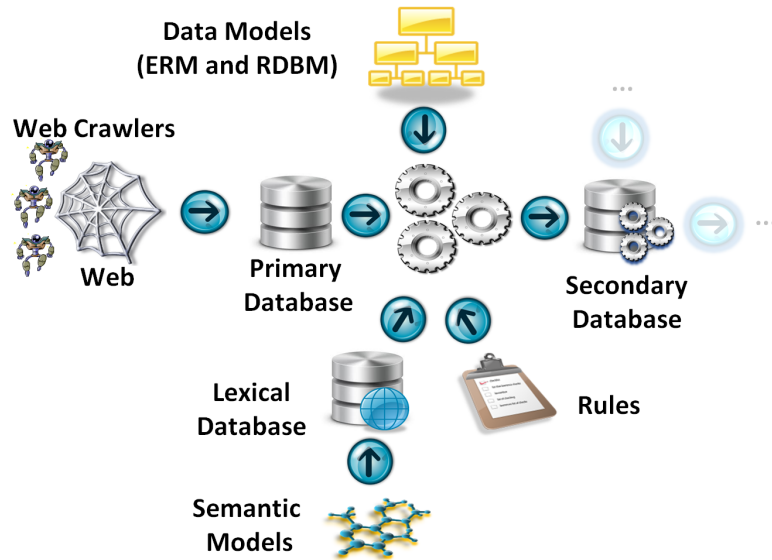 Data Models
(ERM and RDBM)
...
Web Crawlers
Web
Primary
Database
...
Secondary
Database
Lexical
Database
Rules
Semantic
Models